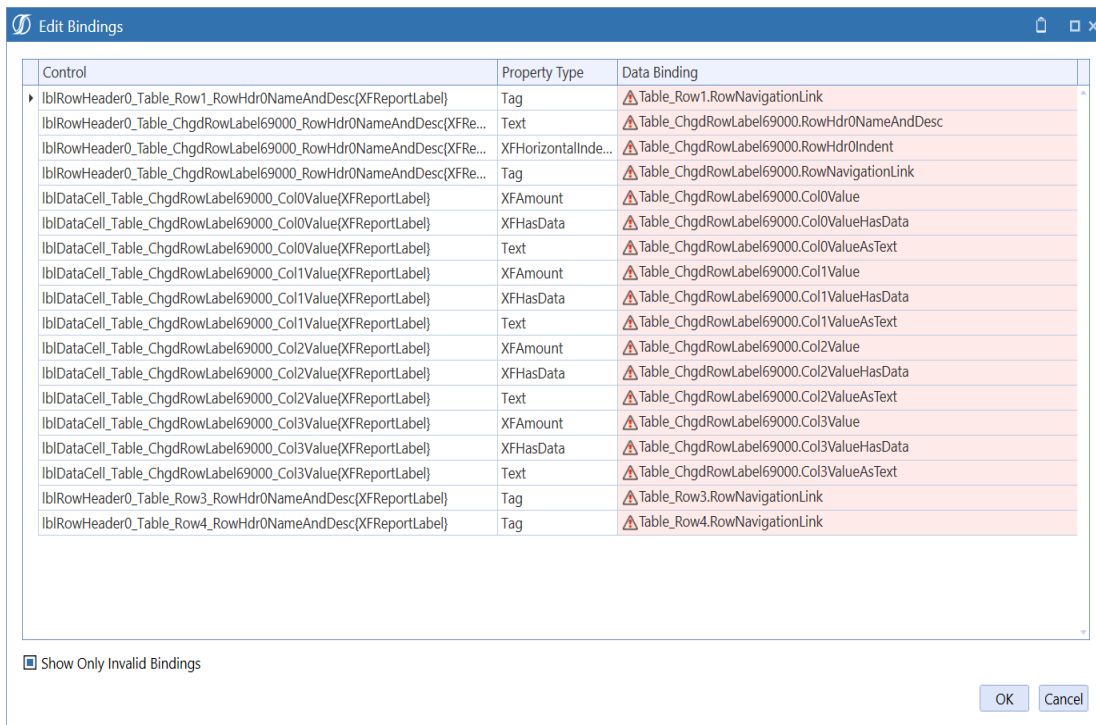 Edit Bindings
Control Property Type Data Binding
lblRowHeader0_Table_Row1_RowHdr0NameAndDesc{XFReportLabel} Tag Table_Row1.RowNavigationLink
lblRowHeader0_Table_ChgdRowLabel69000_RowHdr0NameAndDesc{XFRe... Text Table_ChgdRowLabel69000.RowHdr0NameAndDesc
lblRowHeader0_Table_ChgdRowLabel69000_RowHdr0NameAndDesc{XFRe... XFHorizontalInde... Table_ChgdRowLabel69000.RowHdr0Indent
lblRowHeader0_Table_ChgdRowLabel69000_RowHdr0NameAndDesc{XFRe... Tag Table_ChgdRowLabel69000.RowNavigationLink
lblDataCell_Table_ChgdRowLabel69000_Col0Value{XFReportLabel} XFAmount Table_ChgdRowLabel69000.Col0Value
lblDataCell_Table_ChgdRowLabel69000_Col0Value{XFReportLabel} XFHasData Table_ChgdRowLabel69000.Col0ValueHasData
lblDataCell_Table_ChgdRowLabel69000_Col0Value{XFReportLabel} Text Table_ChgdRowLabel69000.Col0ValueAsText
lblDataCell_Table_ChgdRowLabel69000_Col1Value{XFReportLabel} XFAmount Table_ChgdRowLabel69000.Col1Value
lblDataCell_Table_ChgdRowLabel69000_Col1Value{XFReportLabel} XFHasData Table_ChgdRowLabel69000.Col1ValueHasData
lblDataCell_Table_ChgdRowLabel69000_Col1Value{XFReportLabel} Text Table_ChgdRowLabel69000.Col1ValueAsText
lblDataCell_Table_ChgdRowLabel69000_Col2Value{XFReportLabel} XFAmount Table_ChgdRowLabel69000.Col2Value
lblDataCell_Table_ChgdRowLabel69000_Col2Value{XFReportLabel} XFHasData Table_ChgdRowLabel69000.Col2ValueHasData
lblDataCell_Table_ChgdRowLabel69000_Col2Value{XFReportLabel} Text Table_ChgdRowLabel69000.Col2ValueAsText
lblDataCell_Table_ChgdRowLabel69000_Col3Value{XFReportLabel} XFAmount Table_ChgdRowLabel69000.Col3Value
lblDataCell_Table_ChgdRowLabel69000_Col3Value{XFReportLabel} XFHasData Table_ChgdRowLabel69000.Col3ValueHasData
lblDataCell_Table_ChgdRowLabel69000_Col3Value{XFReportLabel} Text Table_ChgdRowLabel69000.Col3ValueAsText
lblRowHeader0_Table_Row3_RowHdr0NameAndDesc{XFReportLabel} Tag Table_Row3.RowNavigationLink
lblRowHeader0_Table_Row4_RowHdr0NameAndDesc{XFReportLabel} Tag Table_Row4.RowNavigationLink
Show Only Invalid Bindings
OK Cancel